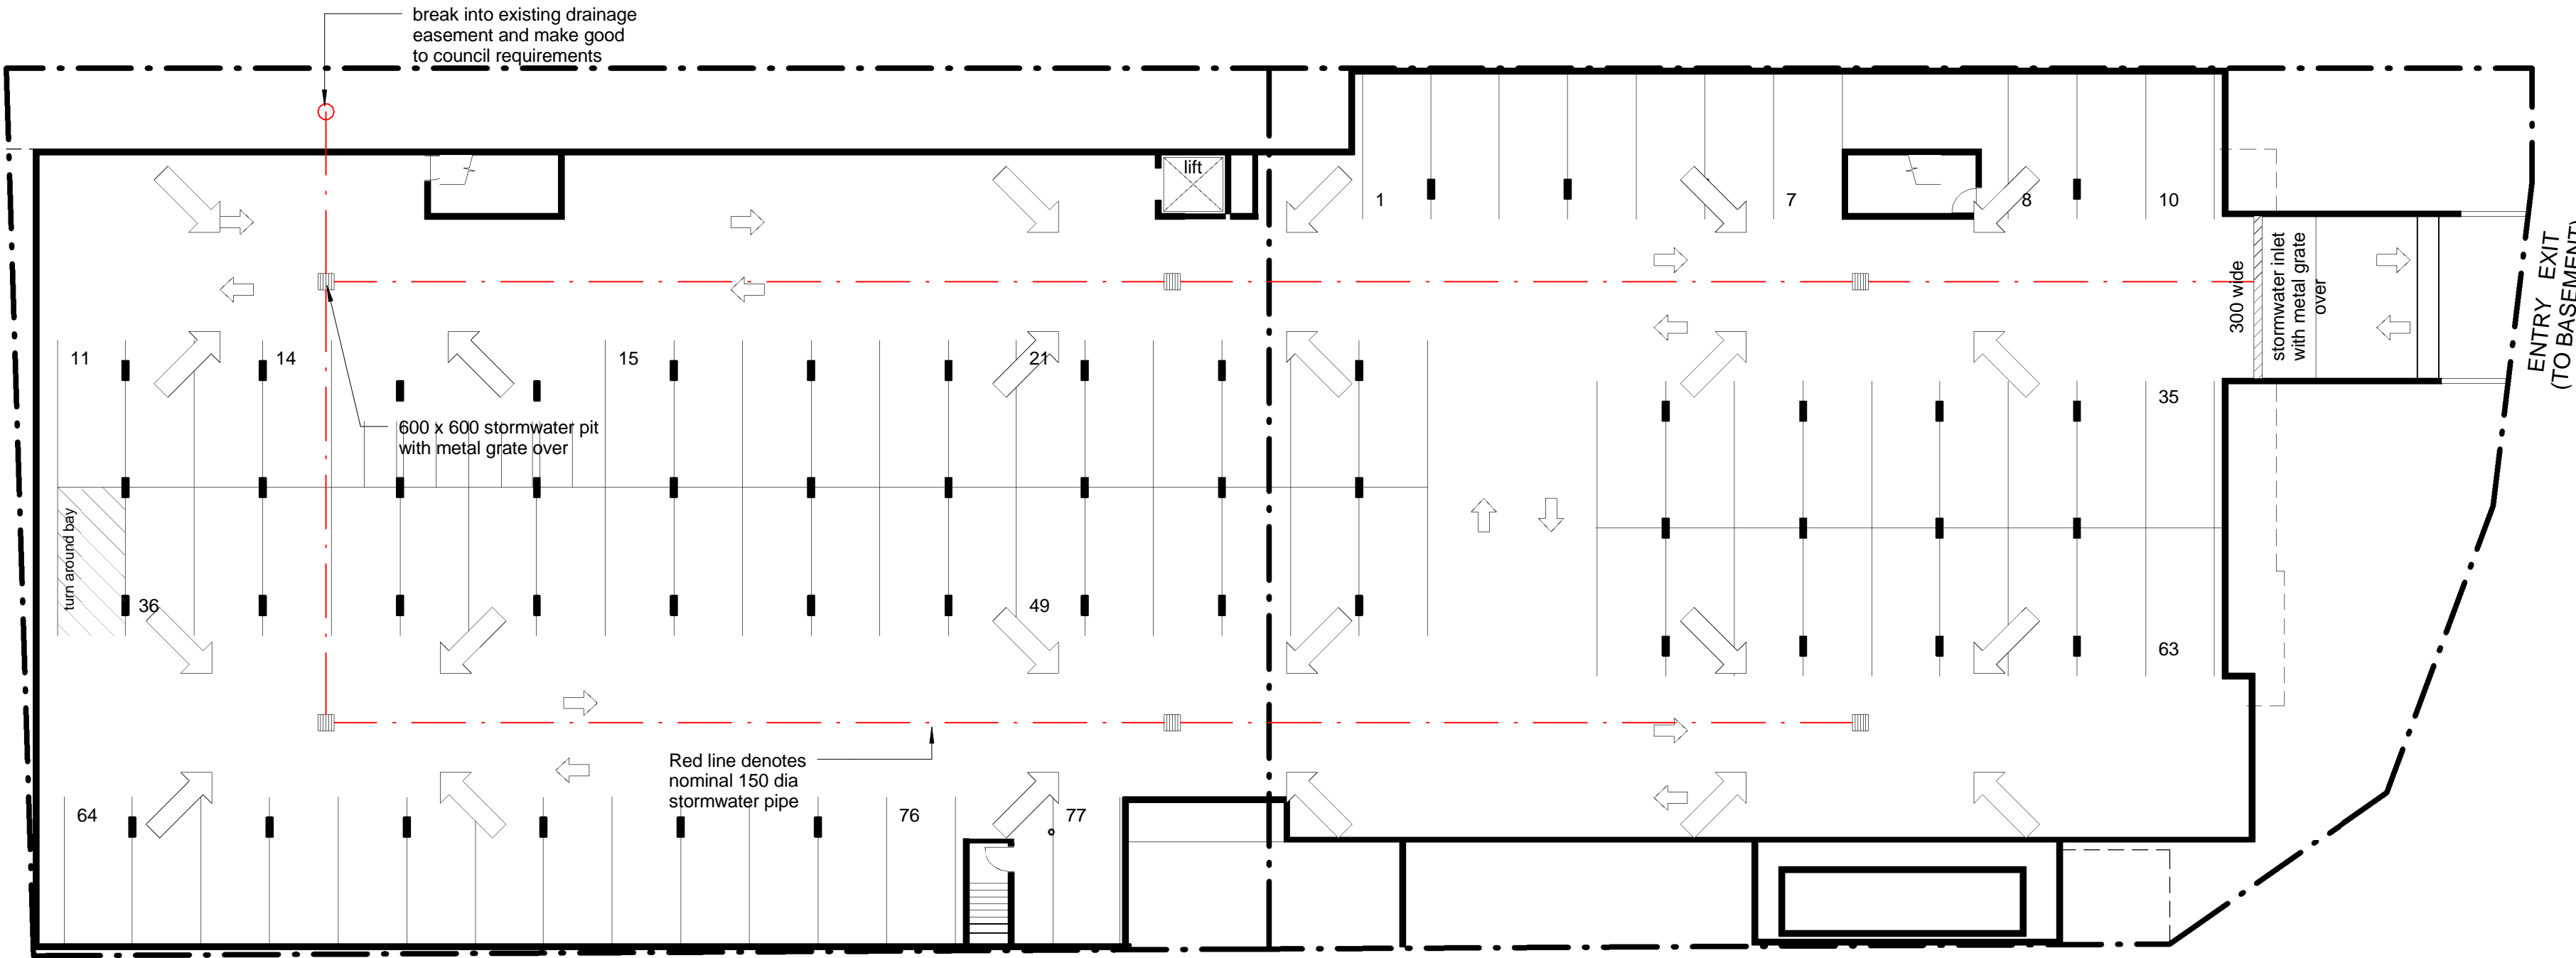 break into existing drainage
easement and make good
to council requirements
lift
1
7
8
10
300 wide
stormwater inlet
with metal grate
over
ENTRY EXIT
(TO BASEMENT)
11
14
15
21
35
600 x 600 stormwater pit
with metal grate over
turn around bay
36
49
63
Red line denotes
nominal 150 dia
stormwater pipe
64
76
77